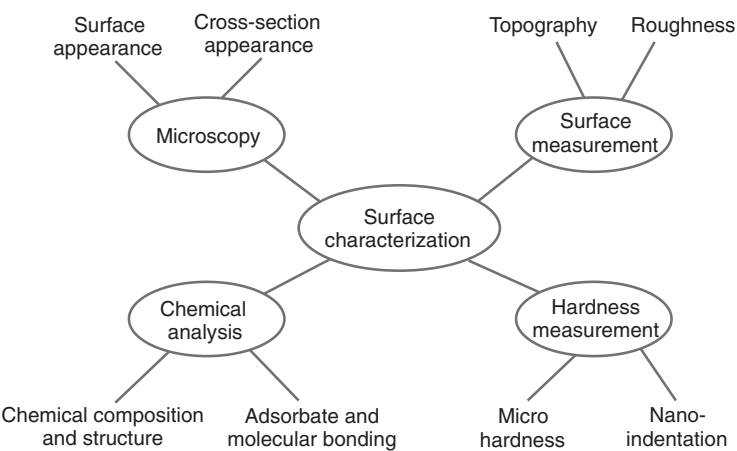 Surface
appearance
Cross-section
appearance
Topography
Roughness
Microscopy
Surface
measurement
Surface
characterization
Chemical
analysis
Hardness
measurement
Chemical composition
and structure
Adsorbate and
molecular bonding
Micro
hardness
Nano-
indentation